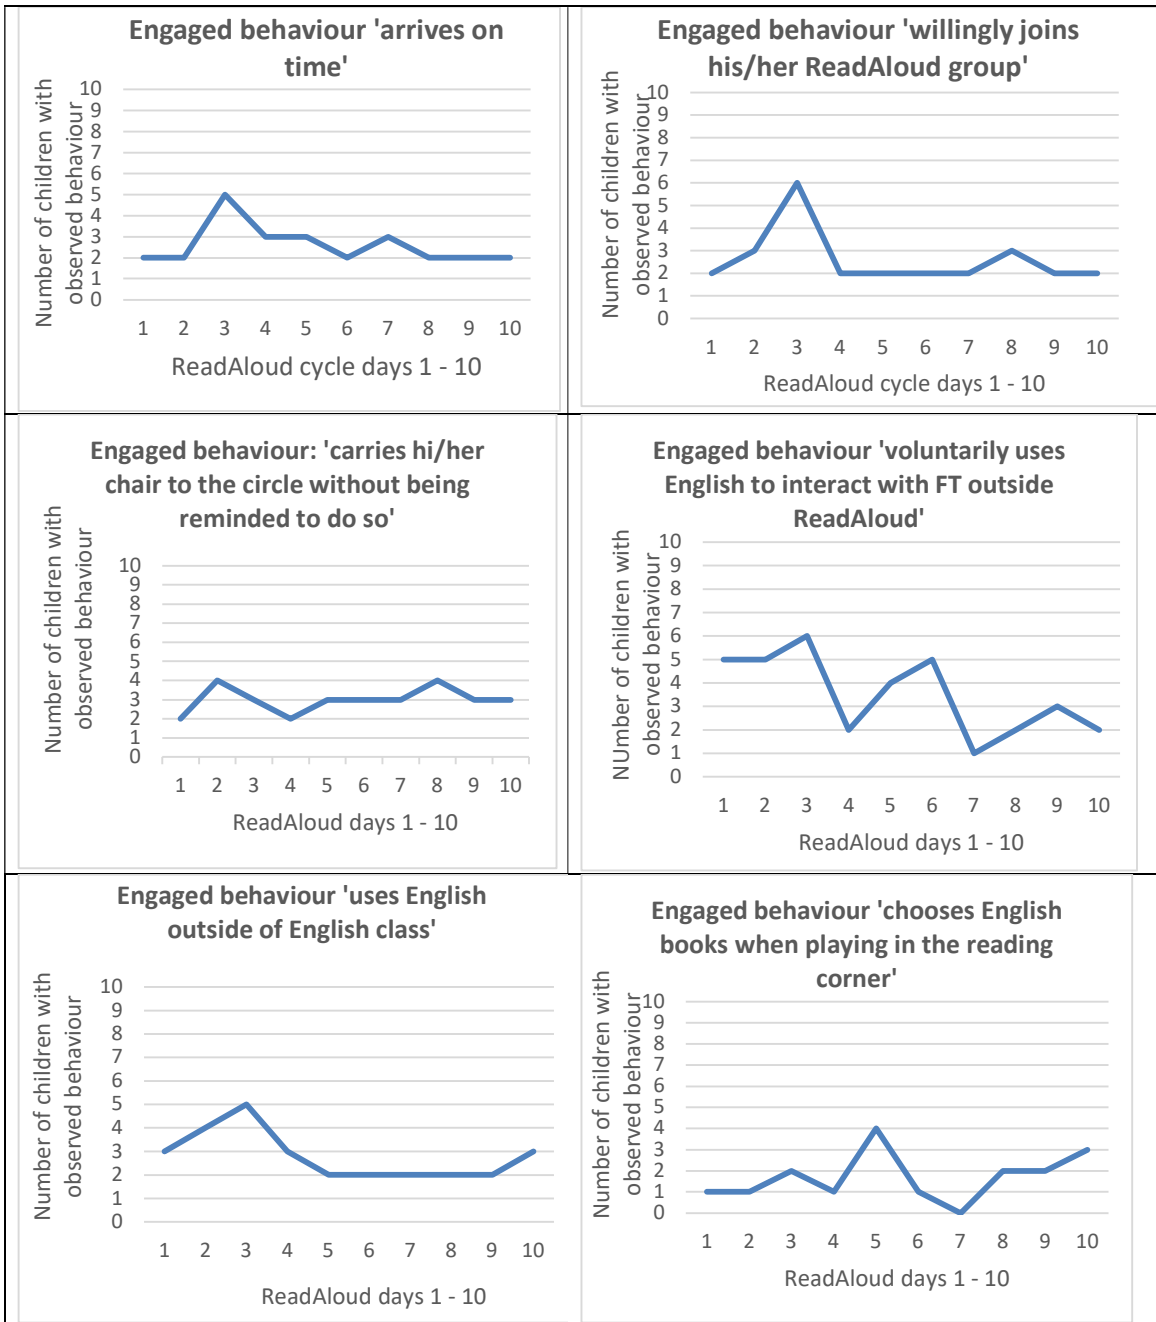 Engaged behaviour 'arrives on
time'
Number of children with
observed behaviour
10
9
8
7
6
5
4
3
2
1
0
1 2 3 4 5 6 7 8 9 10
ReadAloud cycle days 1 - 10
Engaged behaviour 'willingly joins
his/her ReadAloud group'
Number of children with
observed behaviour
10
9
8
7
6
5
4
3
2
1
0
1 2 3 4 5 6 7 8 9 10
ReadAloud cycle days 1 - 10
Engaged behaviour: 'carries hi/her
chair to the circle without being
reminded to do so'
Number of children with
observed behaviour
10
9
8
7
6
5
4
3
2
1
0
1 2 3 4 5 6 7 8 9 10
ReadAloud days 1 - 10
Engaged behaviour 'voluntarily uses
English to interact with FT outside
ReadAloud'
NUmber of children with
observed behaviour
10
9
8
7
6
5
4
3
2
1
0
1 2 3 4 5 6 7 8 9 10
ReadAloud days 1 - 10
Engaged behaviour 'uses English
outside of English class'
Number of children with
observed behaviour
10
9
8
7
6
5
4
3
2
1
0
1 2 3 4 5 6 7 8 9 10
ReadAloud days 1 - 10
Engaged behaviour 'chooses English
books when playing in the reading
corner'
Number of children with
observed behaviour
10
9
8
7
6
5
4
3
2
1
0
1 2 3 4 5 6 7 8 9 10
ReadAloud days 1 - 10